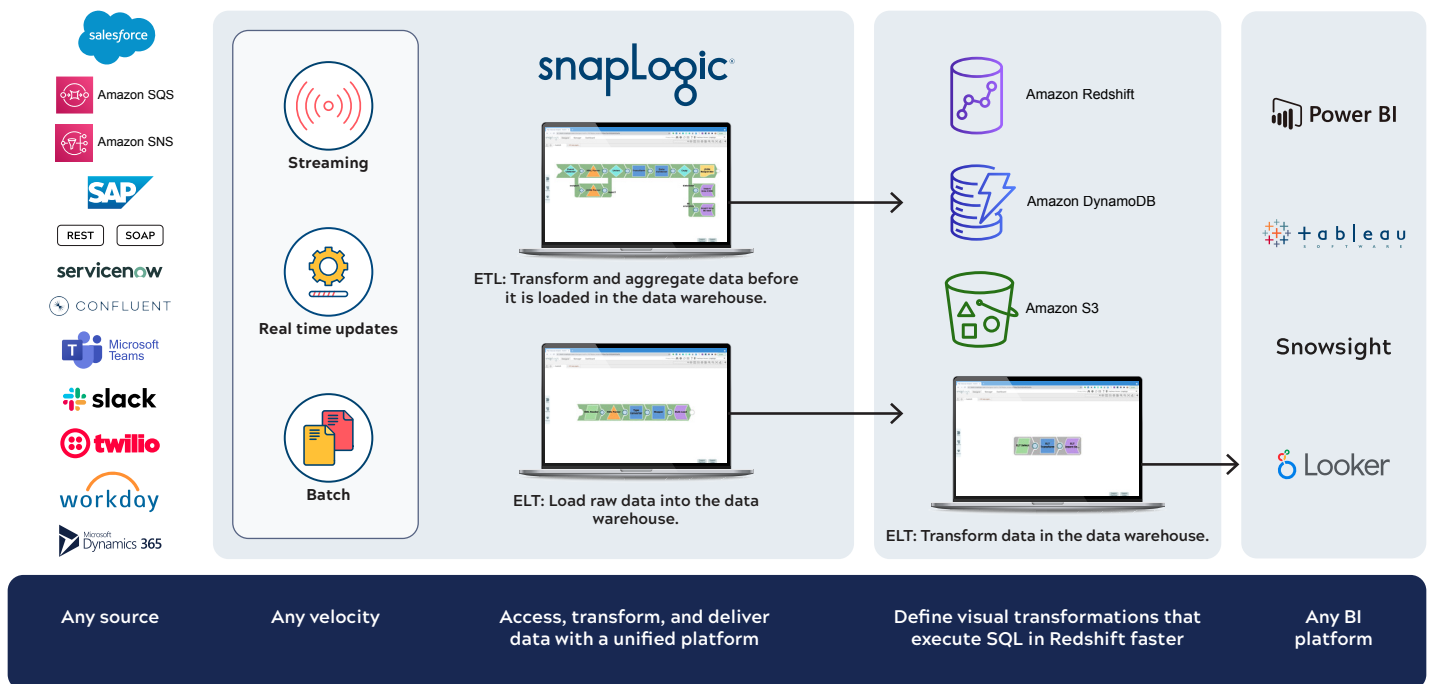 salesforce
Amazon SQS
Amazon SNS
SAP
REST
SOAP
servicenow
CONFLUENT
T
Microsoft
Teams
slack
twilio
workday
Microsoft
Dynamics 365
Streaming
Real time updates
Batch
snapLogic
ETL: Transform and aggregate data before
it is loaded in the data warehouse.
ELT: Load raw data into the data
warehouse.
Amazon Redshift
Amazon DynamoDB
Amazon S3
ELT: Transform data in the data warehouse.
Power BI
+ableau
SOFTWARE
Snowsight
Looker
Any source
Any velocity
Access, transform, and deliver
data with a unified platform
Define visual transformations that
execute SQL in Redshift faster
Any BI
platform